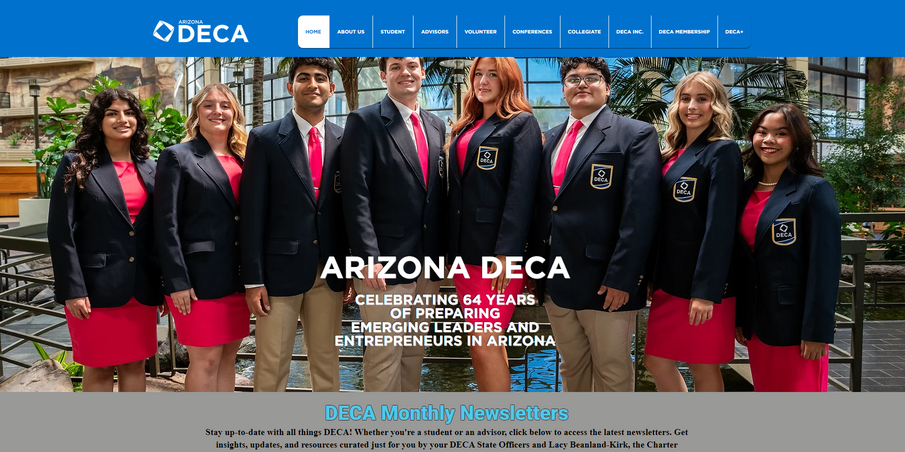 ARIZONA
DECA
HOME
ABOUT US
STUDENT
ADVISORS
VOLUNTEER
CONFERENCES
COLLEGIATE
DECA INC.
DECA MEMBERSHIP
DECA+
DECA
DECA
DECA
DECA
ARIZONA DECA
CELEBRATING 64 YEARS
OF PREPARING
EMERGING LEADERS AND
ENTREPRENEURS IN ARIZONA
DECA Monthly Newsletters
Stay up-to-date with all things DECA! Whether you're a student or an advisor, click below to access the latest newsletters. Get
insights, updates, and resources curated just for you by your DECA State Officers and Lacy Beanland-Kirk, the Charter